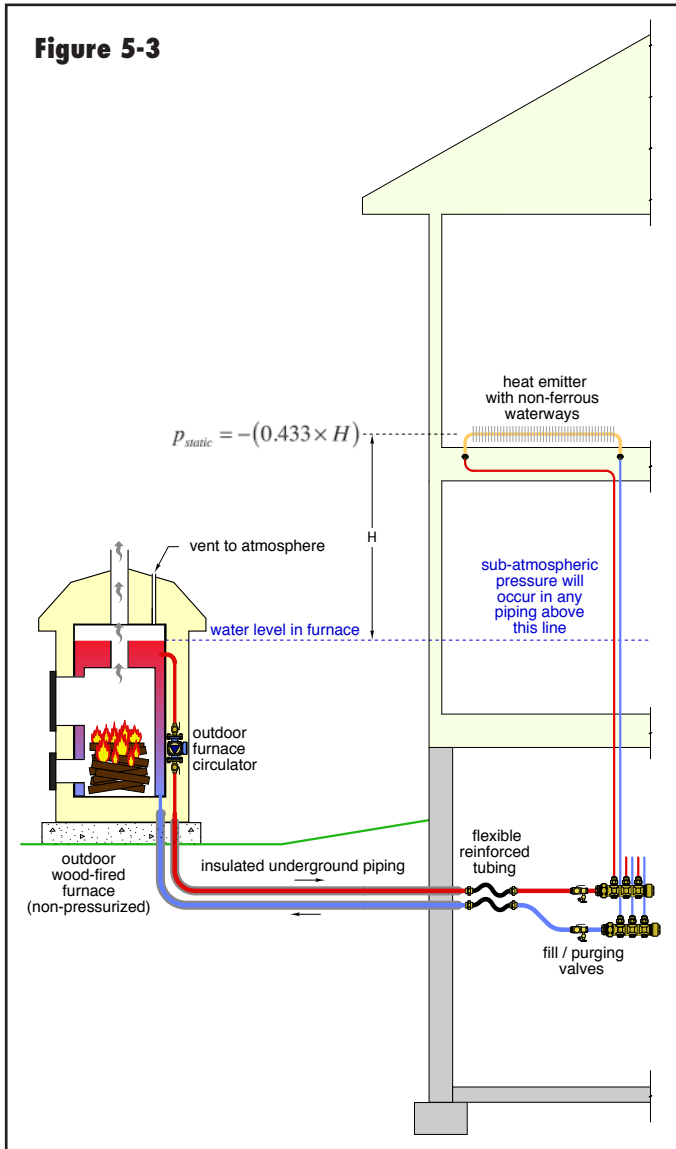 Figure 5-3
heat emitter
with non-ferrous
waterways
p_static = −(0.433 × H)
H
vent to atmosphere
sub-atmospheric
pressure will
occur in any
piping above
this line
water level in furnace
outdoor
furnace
circulator
flexible
reinforced
tubing
insulated underground piping
outdoor
wood-fired
furnace
(non-pressurized)
fill / purging
valves